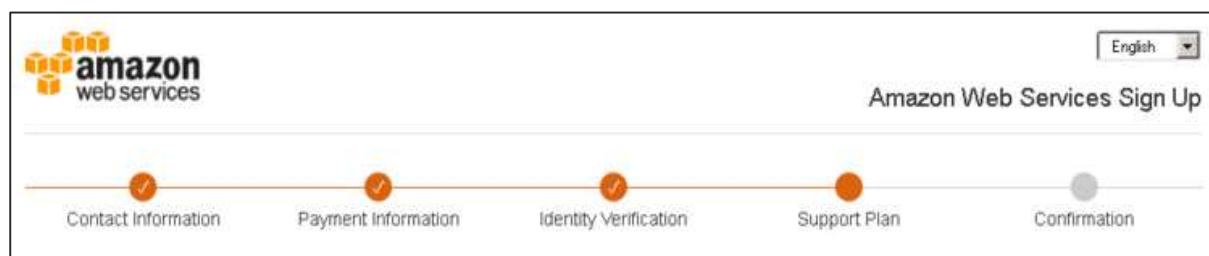 English
amazon
web services
Amazon Web Services Sign Up
Contact Information
Payment Information
Identity Verification
Support Plan
Confirmation